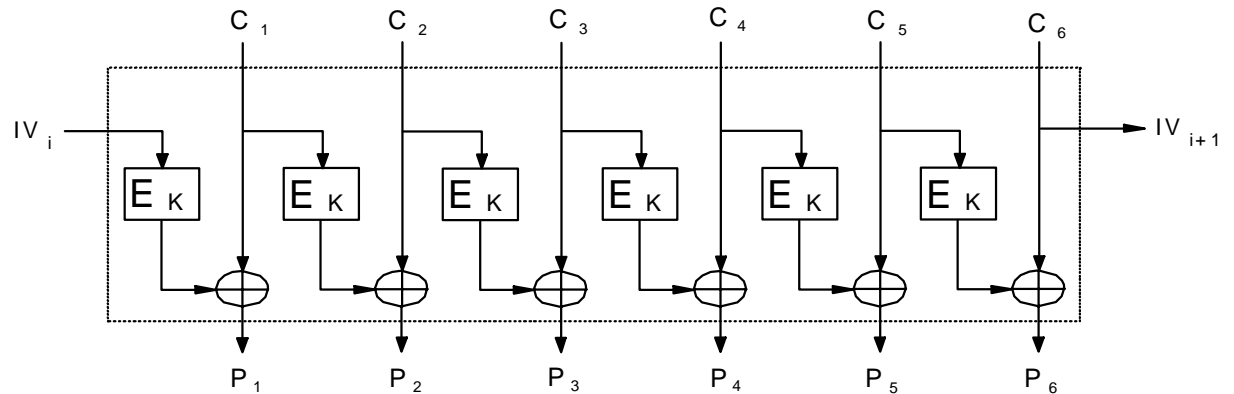 C 1 C 2 C 3 C 4 C 5 C 6
IV i IV i+1
E K E K E K E K E K E K
P 1 P 2 P 3 P 4 P 5 P 6